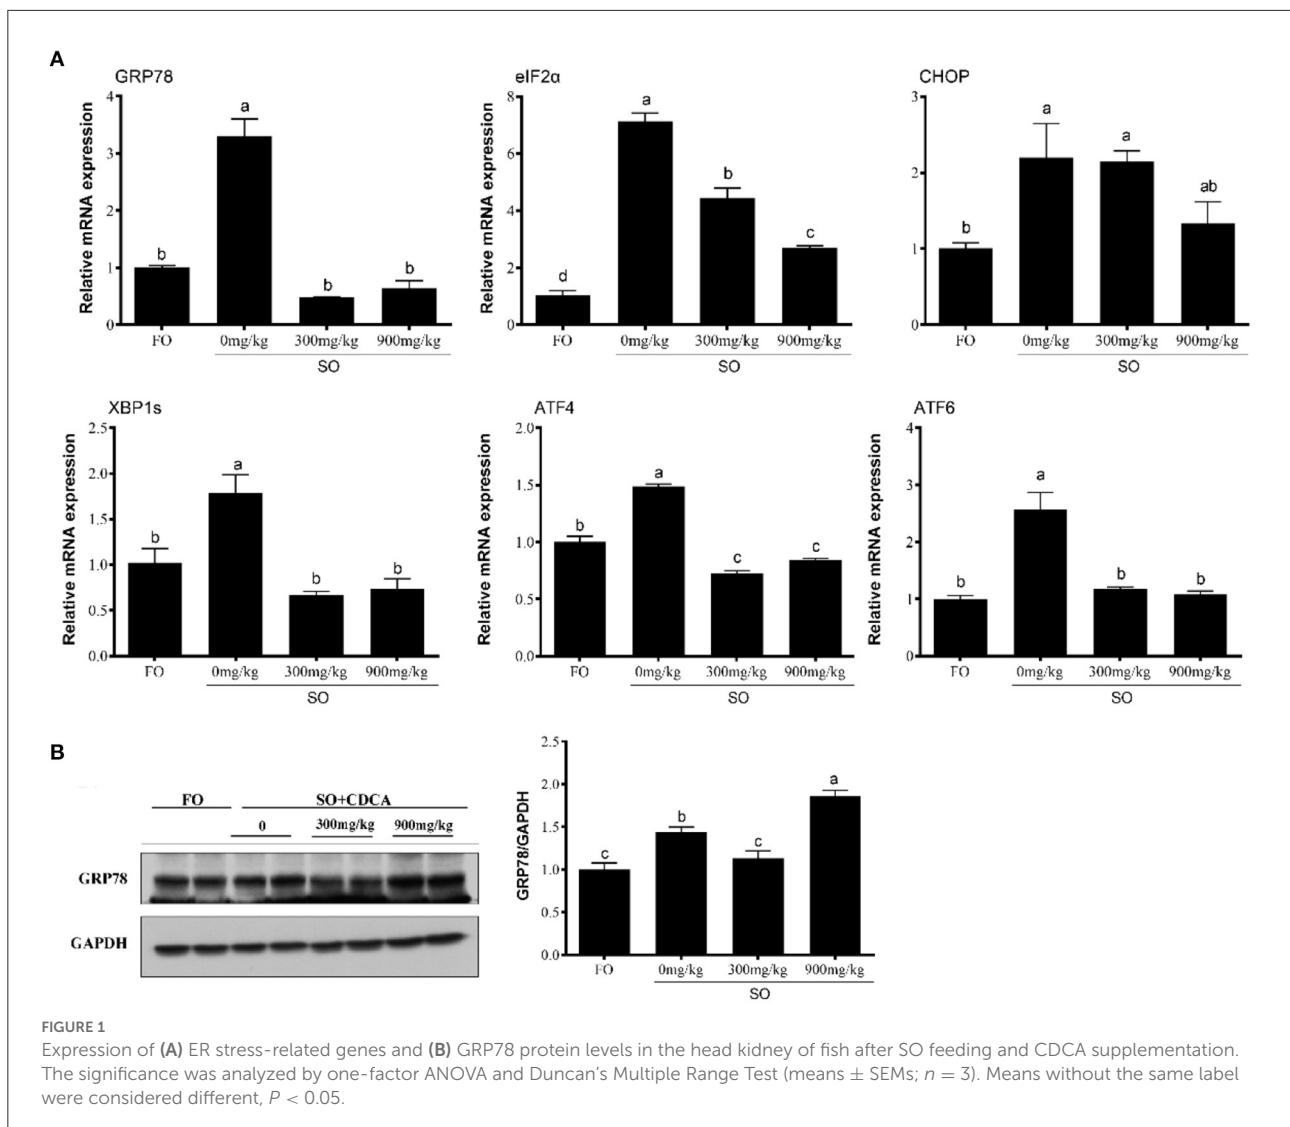 A
GRP78
Relative mRNA expression
4
3
2
1
0
b
a
b
b
FO
0mg/kg
300mg/kg
900mg/kg
SO
eIF2α
Relative mRNA expression
8
6
4
2
0
d
a
b
c
FO
0mg/kg
300mg/kg
900mg/kg
SO
CHOP
Relative mRNA expression
3
2
1
0
b
a
a
ab
FO
0mg/kg
300mg/kg
900mg/kg
SO
XBP1s
Relative mRNA expression
2.5
2.0
1.5
1.0
0.5
0.0
b
a
b
b
FO
0mg/kg
300mg/kg
900mg/kg
SO
ATF4
Relative mRNA expression
2.0
1.5
1.0
0.5
0.0
b
a
c
c
FO
0mg/kg
300mg/kg
900mg/kg
SO
ATF6
Relative mRNA expression
4
3
2
1
0
b
a
b
b
FO
0mg/kg
300mg/kg
900mg/kg
SO
B
FO SO+CDCA
0 300mg/kg 900mg/kg
GRP78
GAPDH
GRP78/GAPDH
2.5
2.0
1.5
1.0
0.5
0.0
c
b
c
a
FO
0mg/kg
300mg/kg
900mg/kg
SO
FIGURE 1
Expression of (A) ER stress-related genes and (B) GRP78 protein levels in the head kidney of fish after SO feeding and CDCA supplementation.
The significance was analyzed by one-factor ANOVA and Duncan's Multiple Range Test (means ± SEMs; n = 3). Means without the same label
were considered different, P < 0.05.